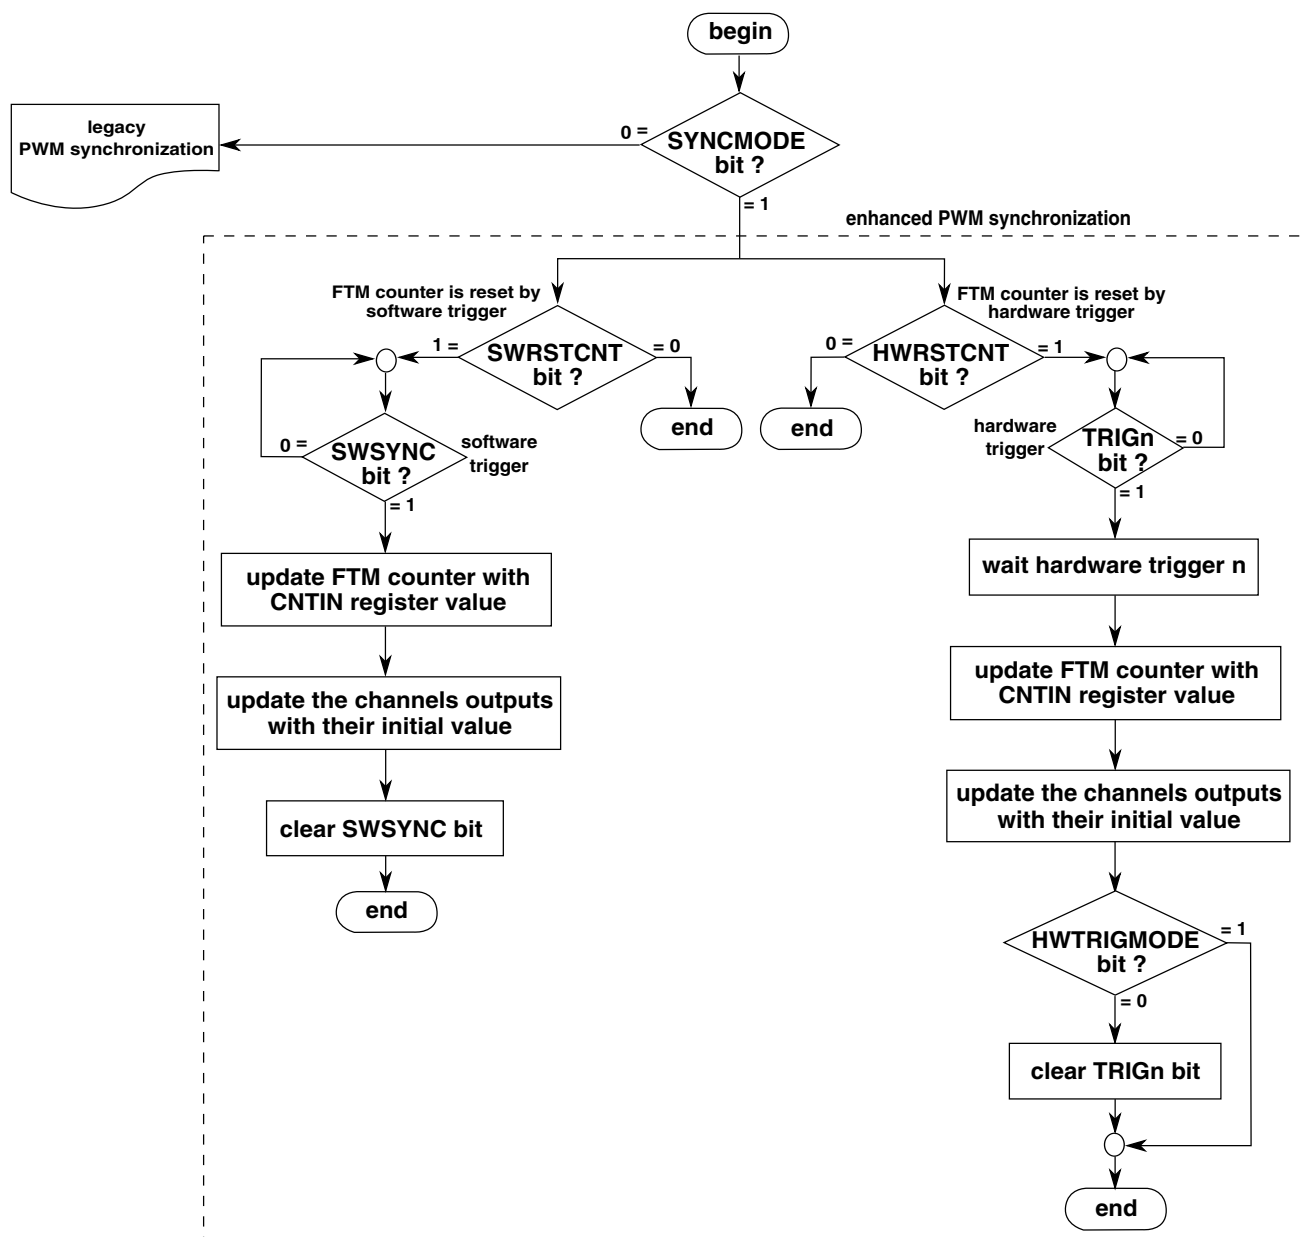 begin
legacy
PWM synchronization
0 =
SYNCMODE
bit ?
= 1
enhanced PWM synchronization
FTM counter is reset by
software trigger
1 =
SWRSTCNT
bit ?
= 0
end
0 =
SWSYNC
bit ?
software
trigger
= 1
update FTM counter with
CNTIN register value
update the channels outputs
with their initial value
clear SWSYNC bit
end
FTM counter is reset by
hardware trigger
0 =
HWRSTCNT
bit ?
= 1
end
hardware
trigger
TRIGn
bit ?
= 0
= 1
wait hardware trigger n
update FTM counter with
CNTIN register value
update the channels outputs
with their initial value
HWTRIGMODE
bit ?
= 1
= 0
clear TRIGn bit
end